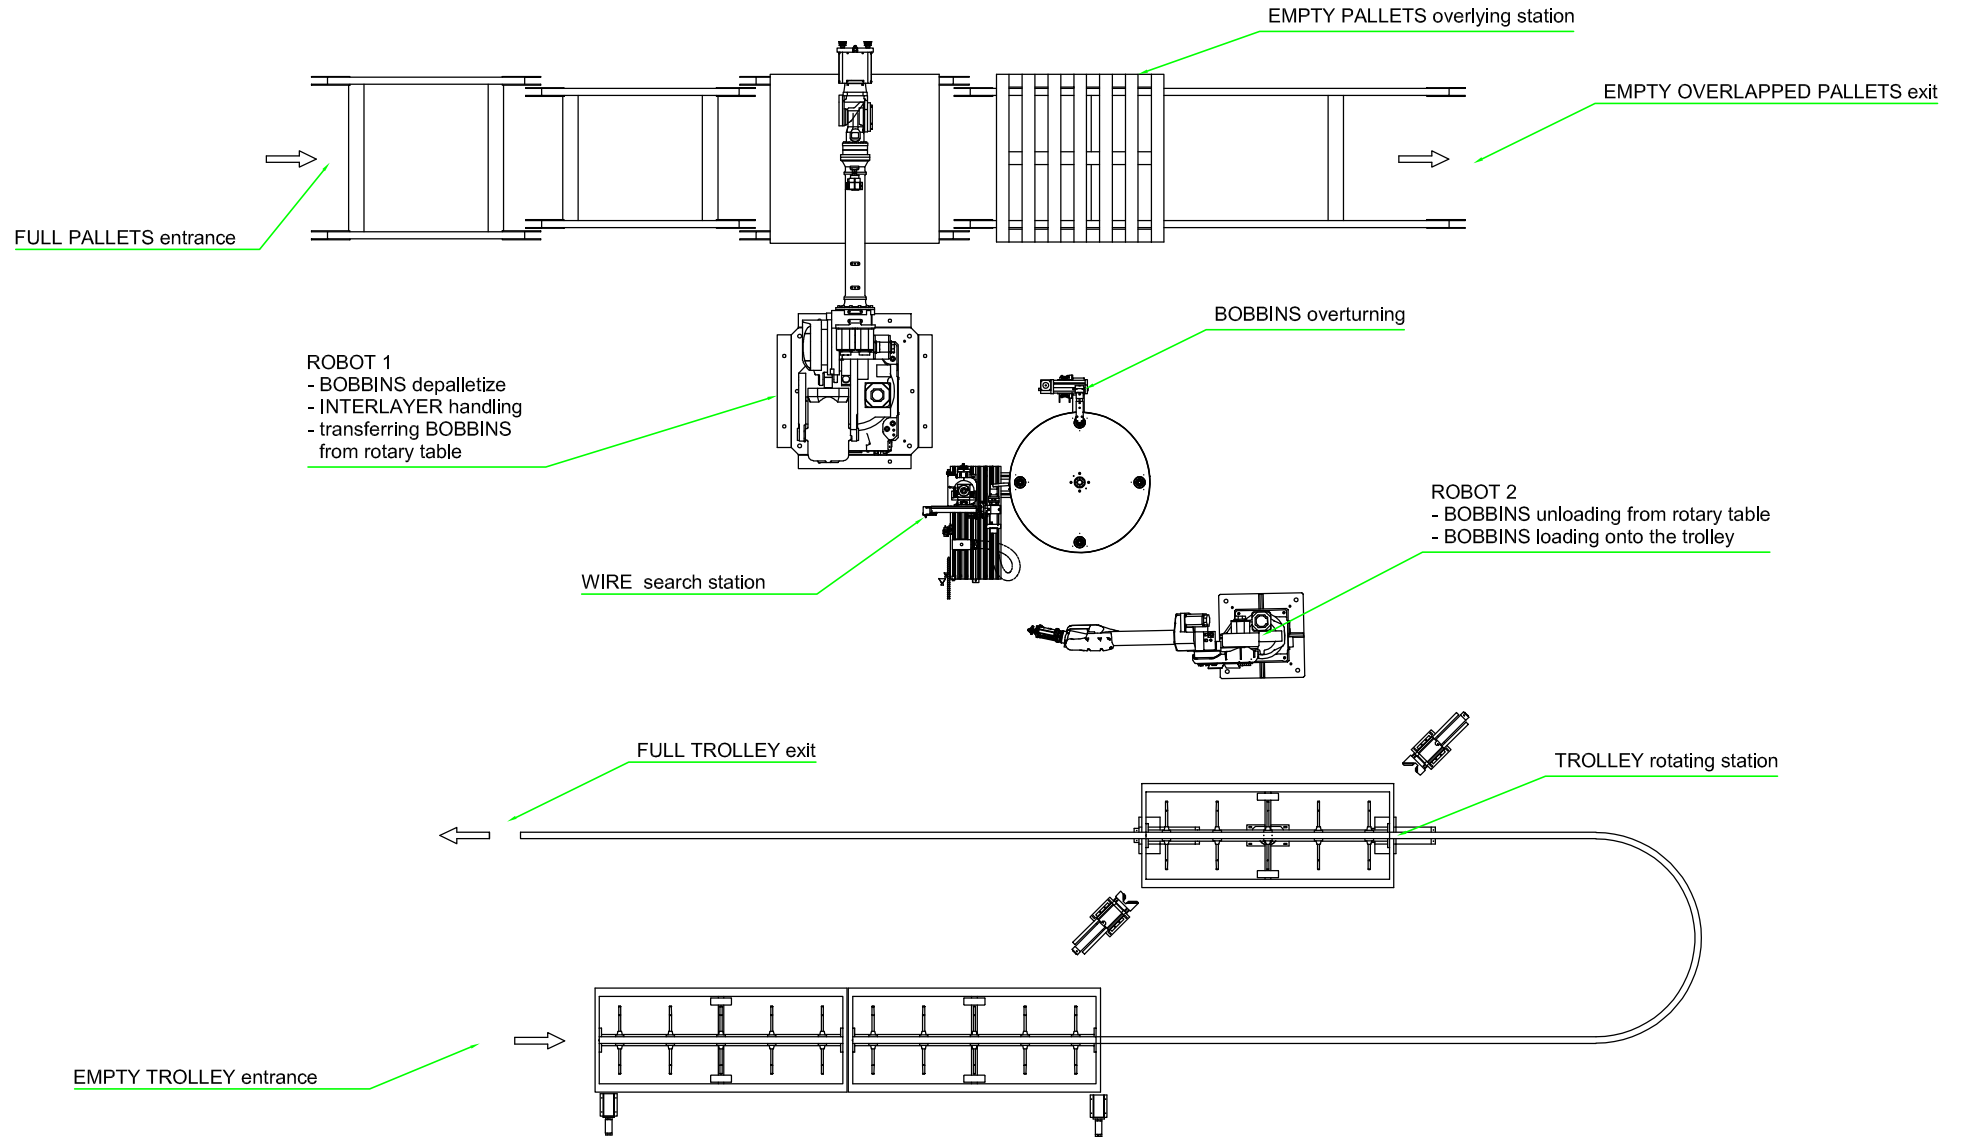 EMPTY PALLETS overlying station
EMPTY OVERLAPPED PALLETS exit
FULL PALLETS entrance
BOBBINS overturning
ROBOT 1
- BOBBINS depalletize
- INTERLAYER handling
- transferring BOBBINS
from rotary table
ROBOT 2
- BOBBINS unloading from rotary table
- BOBBINS loading onto the trolley
WIRE search station
FULL TROLLEY exit
TROLLEY rotating station
EMPTY TROLLEY entrance